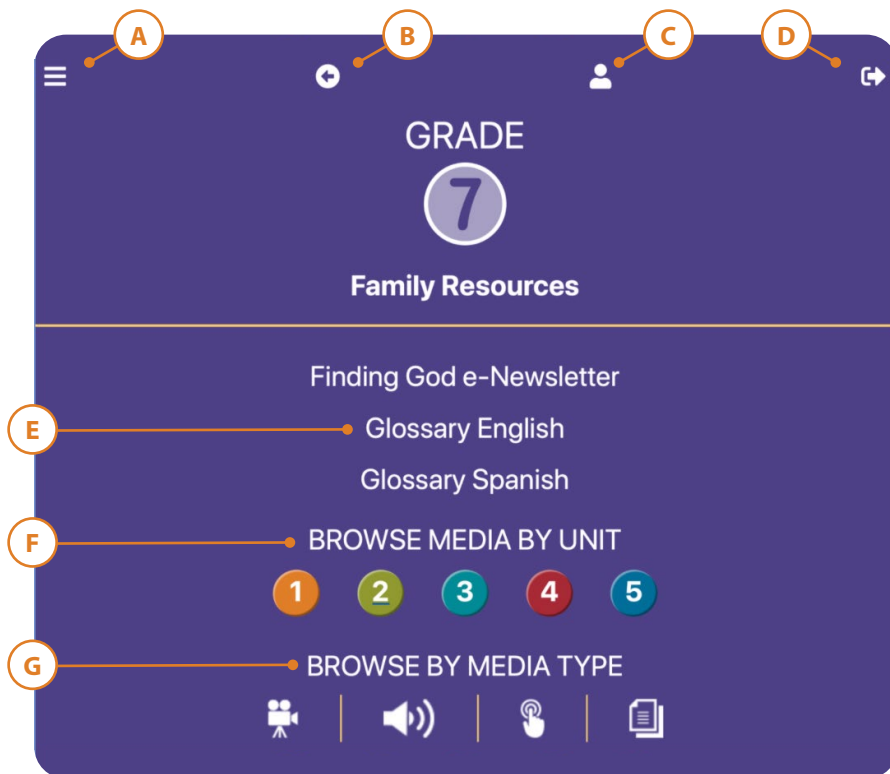 A B C D
GRADE
7
Family Resources
Finding God e-Newsletter
E Glossary English
Glossary Spanish
F BROWSE MEDIA BY UNIT
1 2 3 4 5
G BROWSE BY MEDIA TYPE